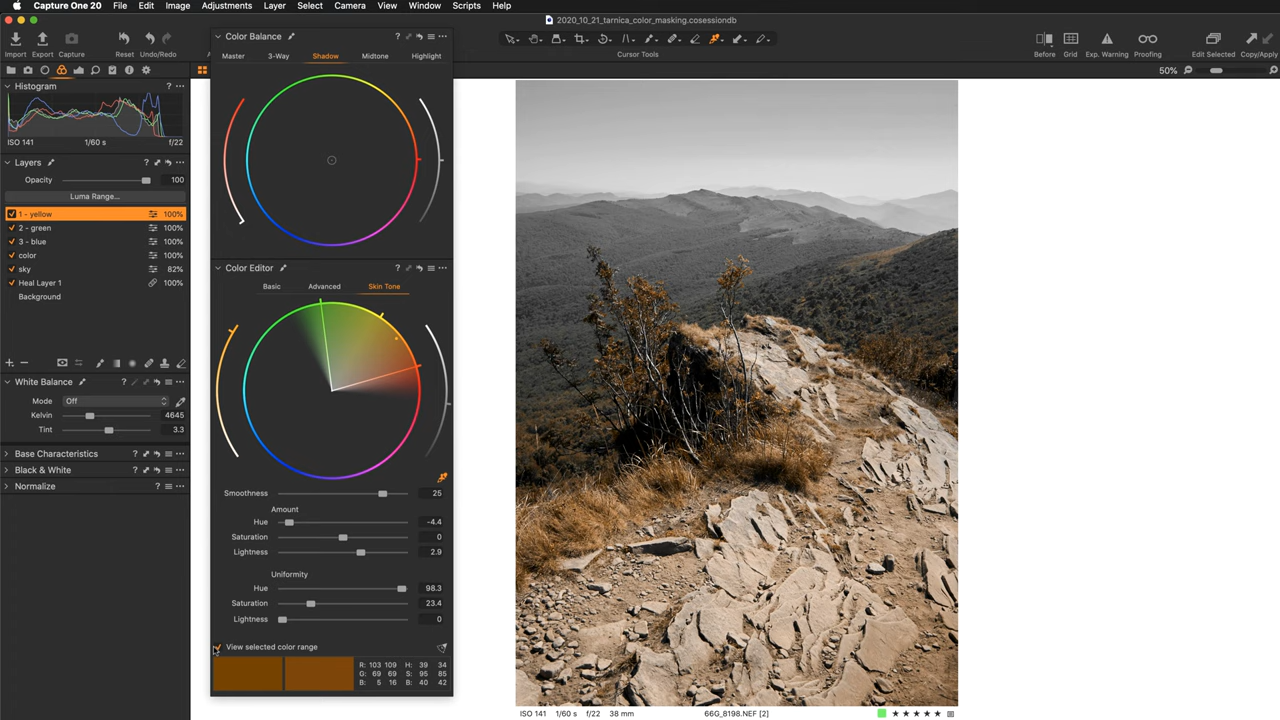 Capture One 20 File Edit Image Adjustments Layer Select Camera View Window Scripts Help
2020_10_21_tarnica_color_masking.cosessiondb
Import Export Capture Reset Undo/Redo Cursor Tools Before Grid Exp. Warning Proofing Edit Selected Copy/Apply
50%
Histogram ? ...
ISO 141 1/60 s f/22
Layers ? ...
Opacity 100
Luma Range...
1 - yellow 100%
2 - green 100%
3 - blue 100%
color 100%
sky 82%
Heal Layer 1 100%
Background
White Balance ? ...
Mode Off
Kelvin 4645
Tint 3.3
Base Characteristics ? ...
Black & White ? ...
Normalize ? ...
Color Balance ? ...
Master 3-Way Shadow Midtone Highlight
Color Editor ? ...
Basic Advanced Skin Tone
Smoothness 25
Amount
Hue -4.4
Saturation 0
Lightness 2.9
Uniformity
Hue 98.3
Saturation 23.4
Lightness 0
View selected color range
R: 103 109 H: 39 34
G: 69 69 S: 95 85
B: 5 16 B: 40 42
ISO 141 1/60 s f/22 38 mm 66G_8198.NEF [2]